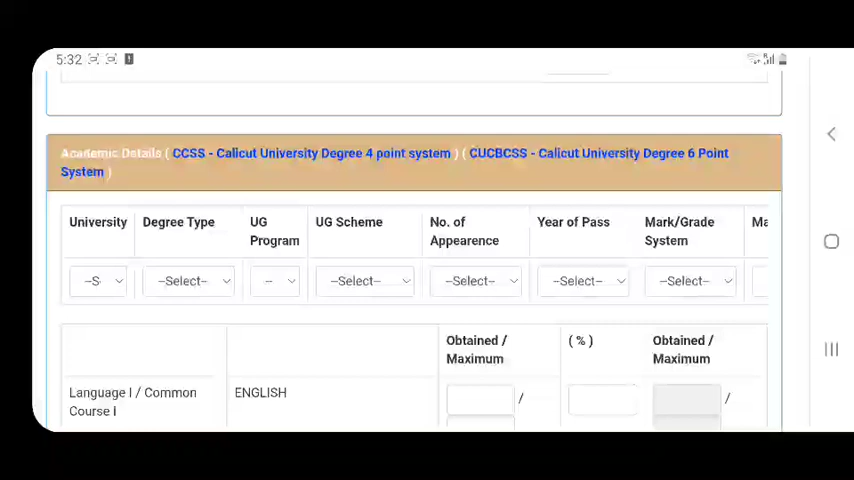 5:32
Academic Details ( CCSS - Calicut University Degree 4 point system ) ( CUCBCSS - Calicut University Degree 6 Point
System )
University Degree Type UG Program UG Scheme No. of Appearence Year of Pass Mark/Grade System Ma
--S --Select-- -- --Select-- --Select-- --Select-- --Select--
Obtained / Maximum ( % ) Obtained / Maximum
Language I / Common Course I ENGLISH / /